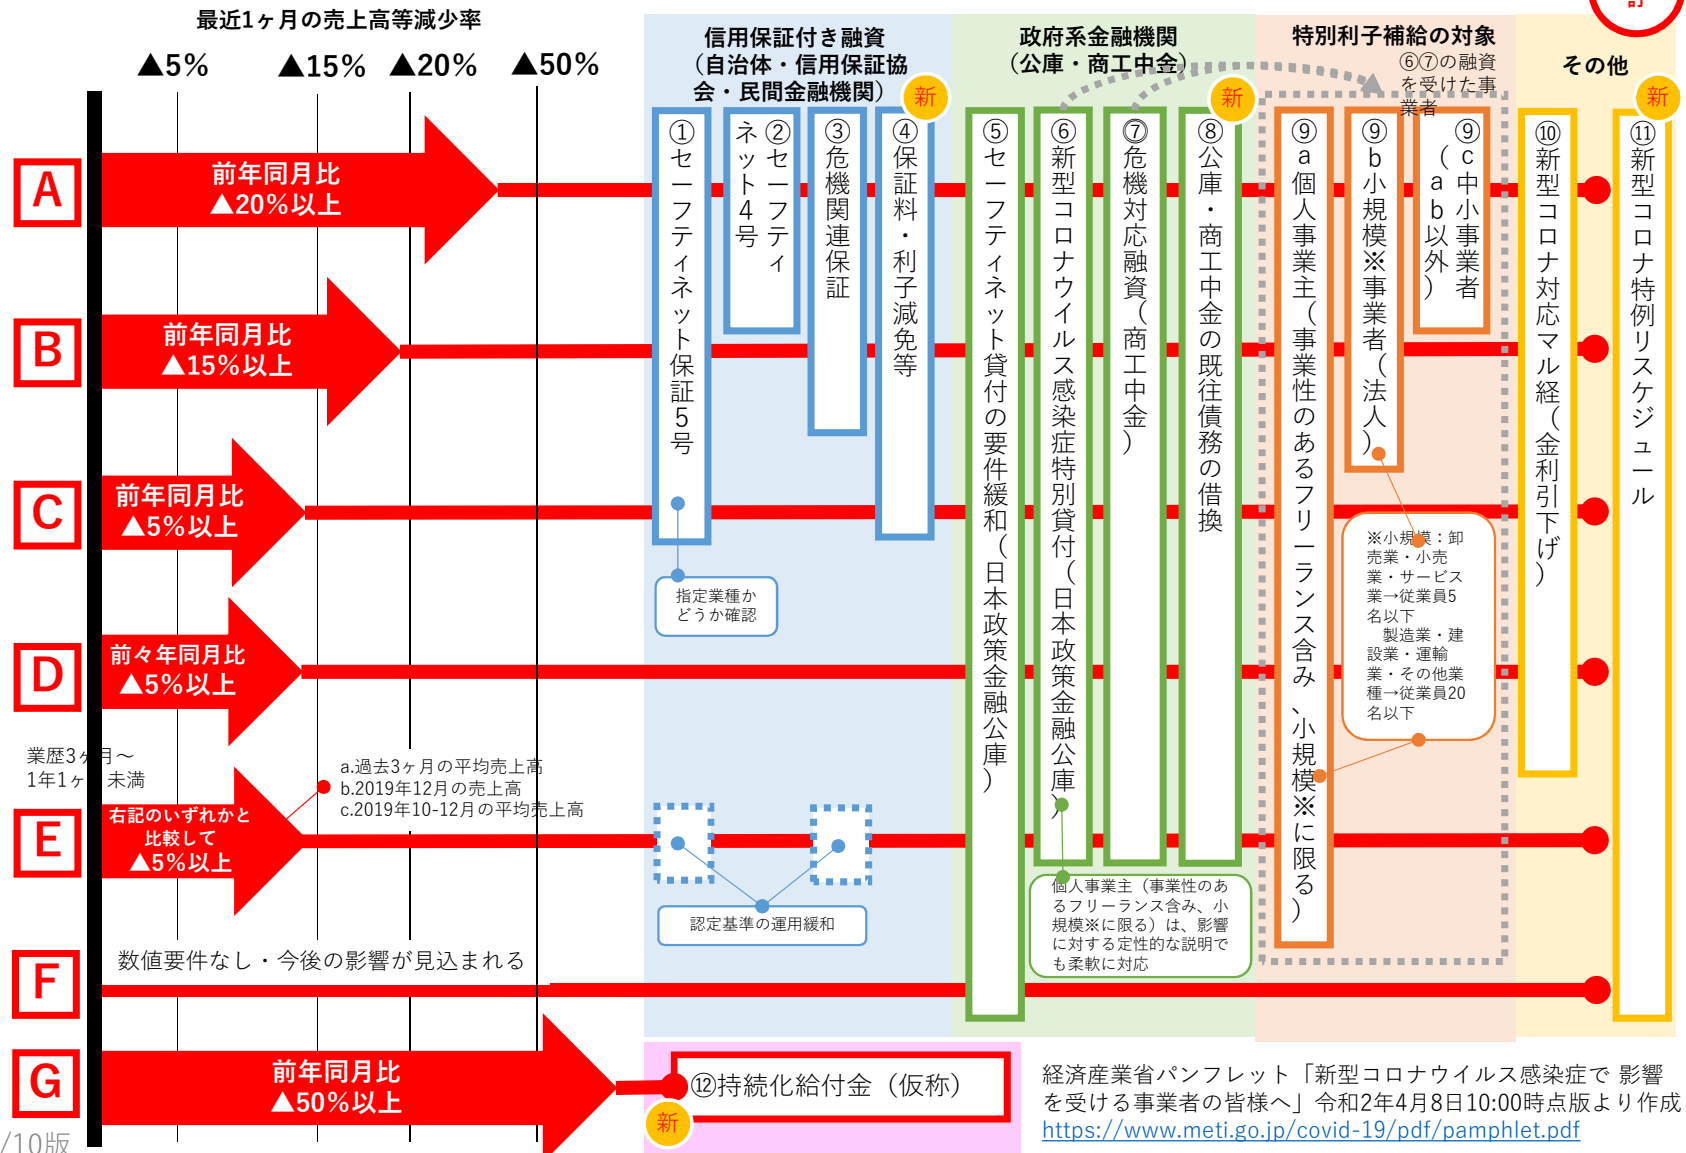 訂
最近1ヶ月の売上高等減少率
▲5%
▲15%
▲20%
▲50%
信用保証付き融資
（自治体・信用保証協
会・民間金融機関）
新
政府系金融機関
（公庫・商工中金）
新
特別利子補給の対象
⑥⑦の融資
を受けた事
業者
その他
新
①セーフティネット保証5号
②セーフティ
ネット4号
③危機関連保証
④保証料・利子減免等
⑤セーフティネット貸付の要件緩和（日本政策金融公庫）
⑥新型コロナウイルス感染症特別貸付（日本政策金融公庫）
⑦危機対応融資（商工中金）
⑧公庫・商工中金の既往債務の借換
⑨a個人事業主（事業性のあるフリーランス含み、小規模※に限る）
⑨b小規模※事業者（法人）
⑨c中小事業者
（ab以外）
⑩新型コロナ対応マル経（金利引下げ）
⑪新型コロナ特例リスケジュール
A
前年同月比
▲20%以上
B
前年同月比
▲15%以上
C
前年同月比
▲5%以上
指定業種か
どうか確認
※小規模：卸
売業・小売
業・サービス
業→従業員5
名以下
製造業・建
設業・運輸
業・その他業
種→従業員20
名以下
D
前々年同月比
▲5%以上
業歴3ヶ月～
1年1ヶ月未満
E
右記のいずれかと
比較して
▲5%以上
a.過去3ヶ月の平均売上高
b.2019年12月の売上高
c.2019年10-12月の平均売上高
認定基準の運用緩和
個人事業主（事業性のあ
るフリーランス含み、小
規模※に限る）は、影響
に対する定性的な説明で
も柔軟に対応
F
数値要件なし・今後の影響が見込まれる
G
前年同月比
▲50%以上
⑫持続化給付金（仮称）
新
経済産業省パンフレット「新型コロナウイルス感染症で 影響
を受ける事業者の皆様へ」令和2年4月8日10:00時点版より作成
https://www.meti.go.jp/covid-19/pdf/pamphlet.pdf
/10版